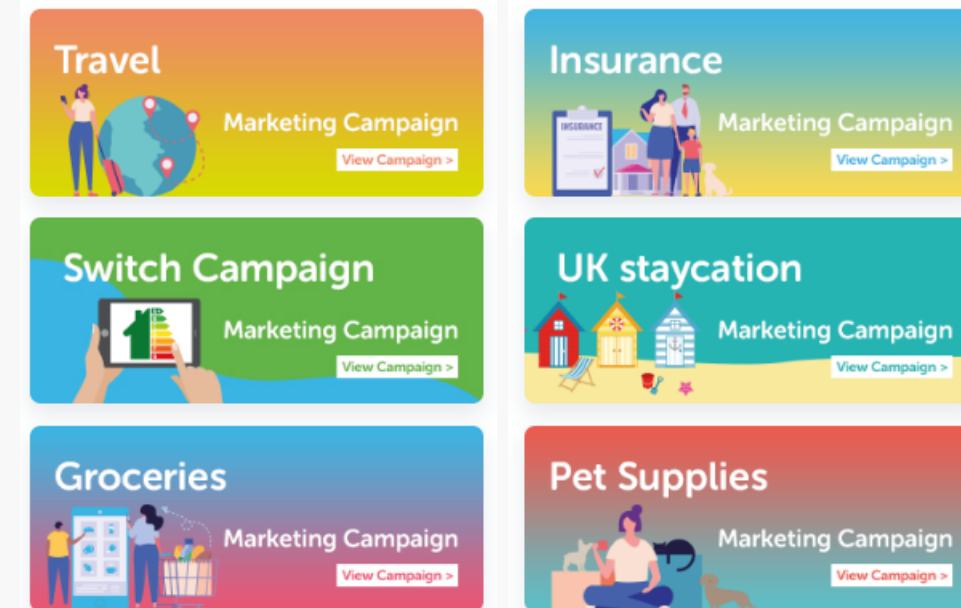 Travel
Marketing Campaign
View Campaign >
Insurance
INSURANCE
Marketing Campaign
View Campaign >
Switch Campaign
Marketing Campaign
View Campaign >
UK staycation
Marketing Campaign
View Campaign >
Groceries
Marketing Campaign
View Campaign >
Pet Supplies
Marketing Campaign
View Campaign >